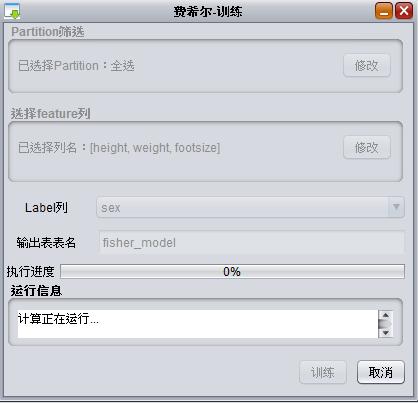 费希尔-训练
Partition筛选
已选择Partition：全选
修改
选择feature列
已选择列名：[height, weight, footsize]
修改
Label列
sex
输出表表名
fisher_model
执行进度
0%
运行信息
计算正在运行...
训练
取消